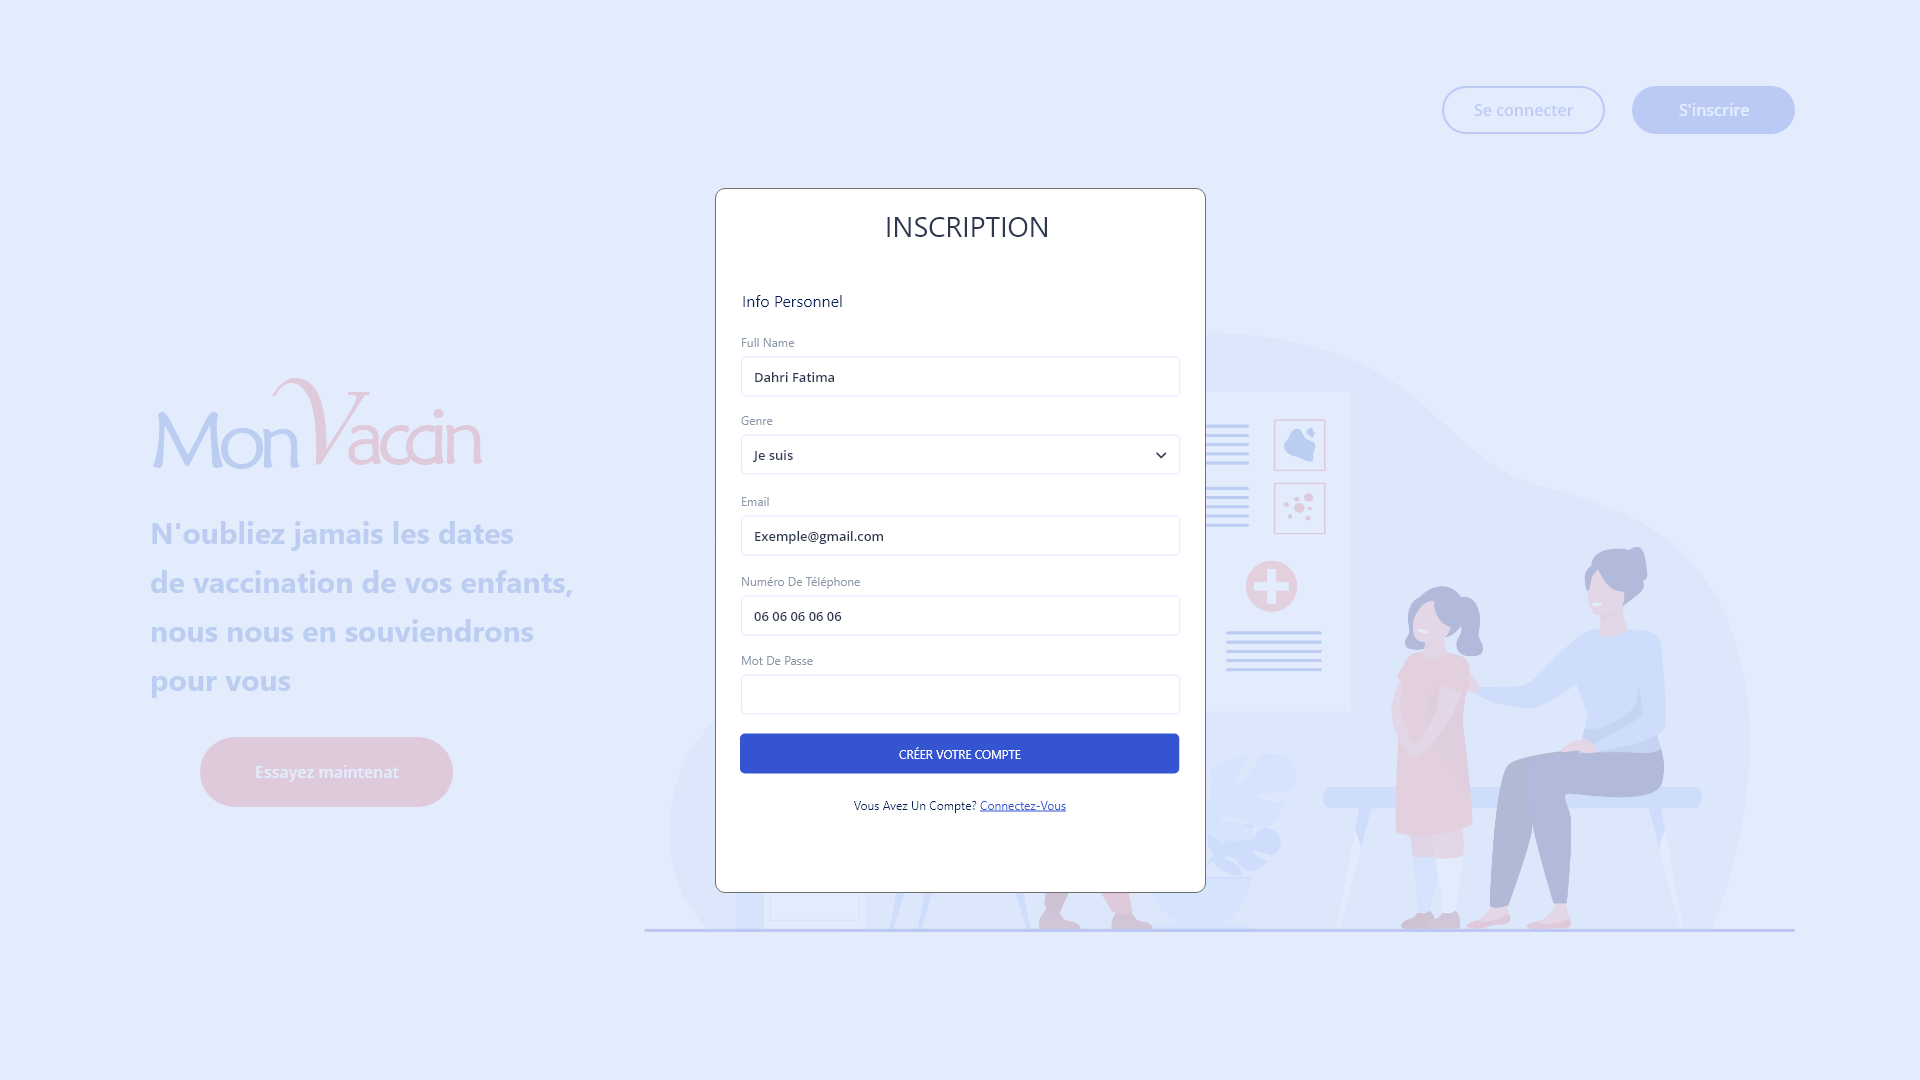 Se connecter
S'inscrire
MonVaccin
N'oubliez jamais les dates
de vaccination de vos enfants,
nous nous en souviendrons
pour vous
Essayez maintenat
INSCRIPTION
Info Personnel
Full Name
Dahri Fatima
Genre
Je suis
Email
Exemple@gmail.com
Numéro De Téléphone
06 06 06 06 06
Mot De Passe
CRÉER VOTRE COMPTE
Vous Avez Un Compte? Connectez-Vous